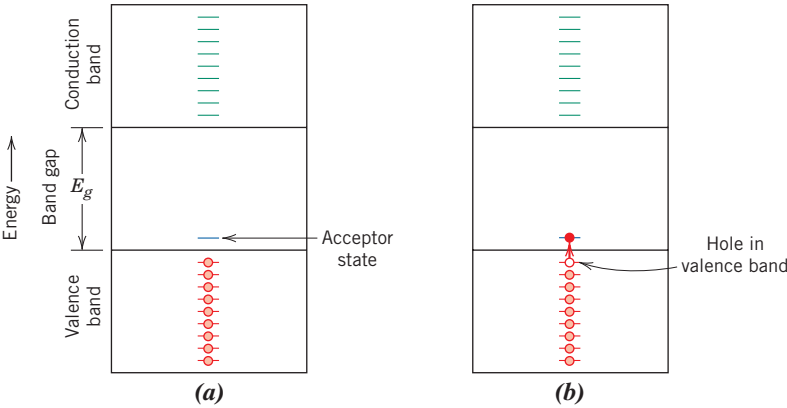 Energy
Conduction
band
Band gap
E_g
Valence
band
Acceptor
state
Hole in
valence band
(a)
(b)